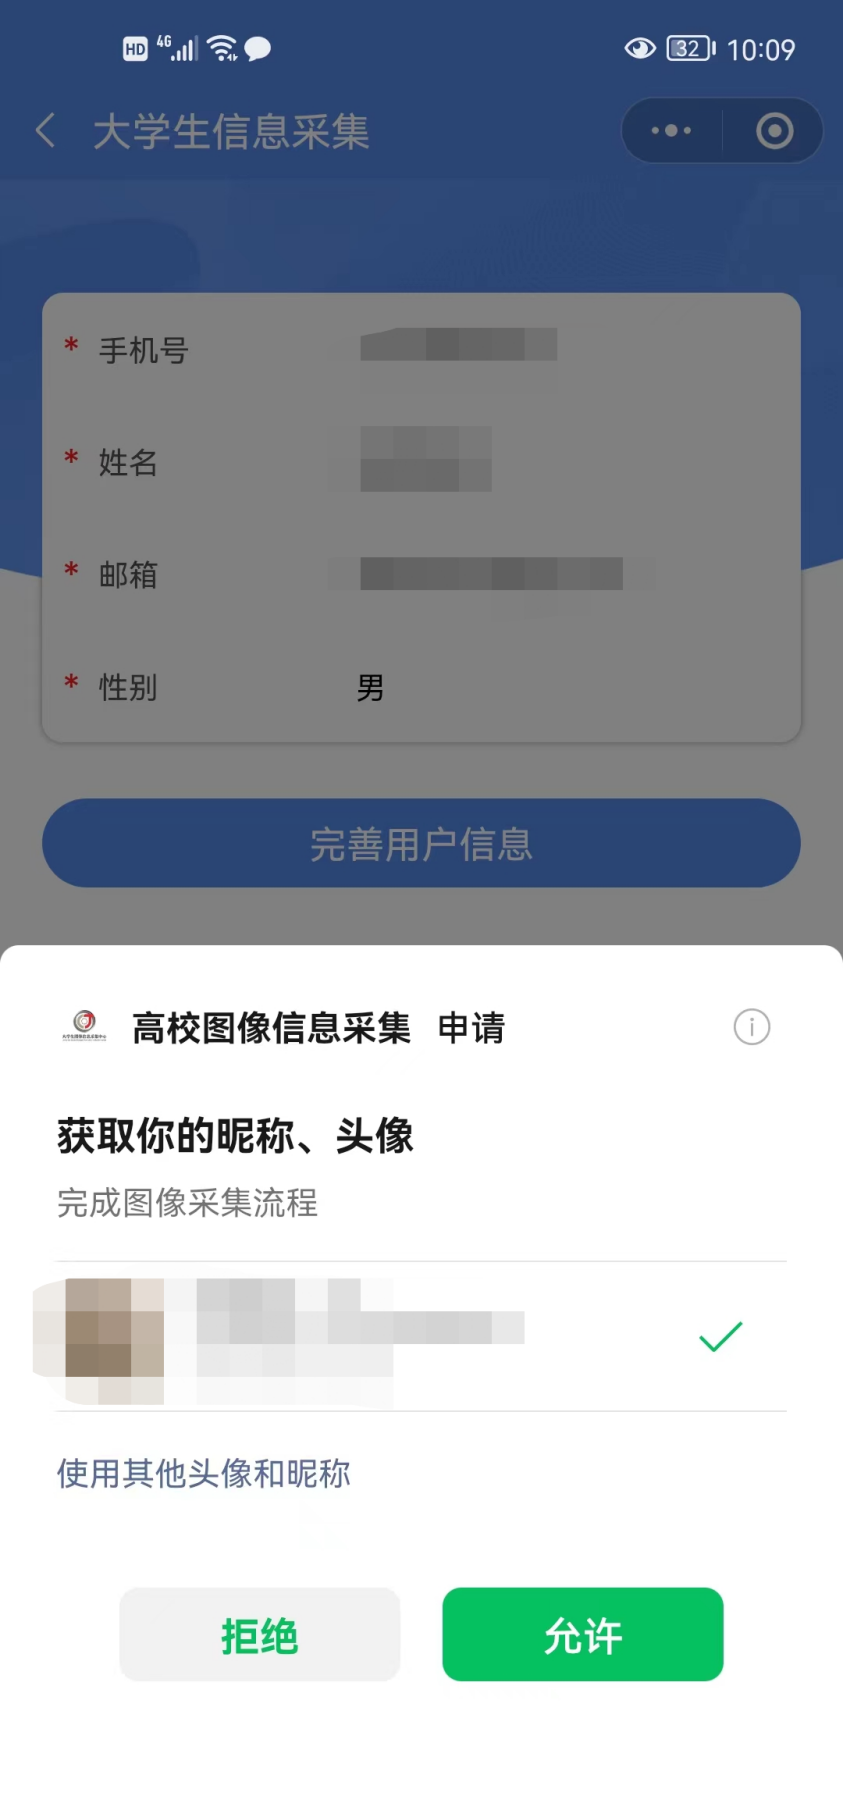 HD 4G 32 10:09
大学生信息采集
* 手机号
* 姓名
* 邮箱
* 性别 男
完善用户信息
高校图像信息采集 申请
获取你的昵称、头像
完成图像采集流程
使用其他头像和昵称
拒绝 允许